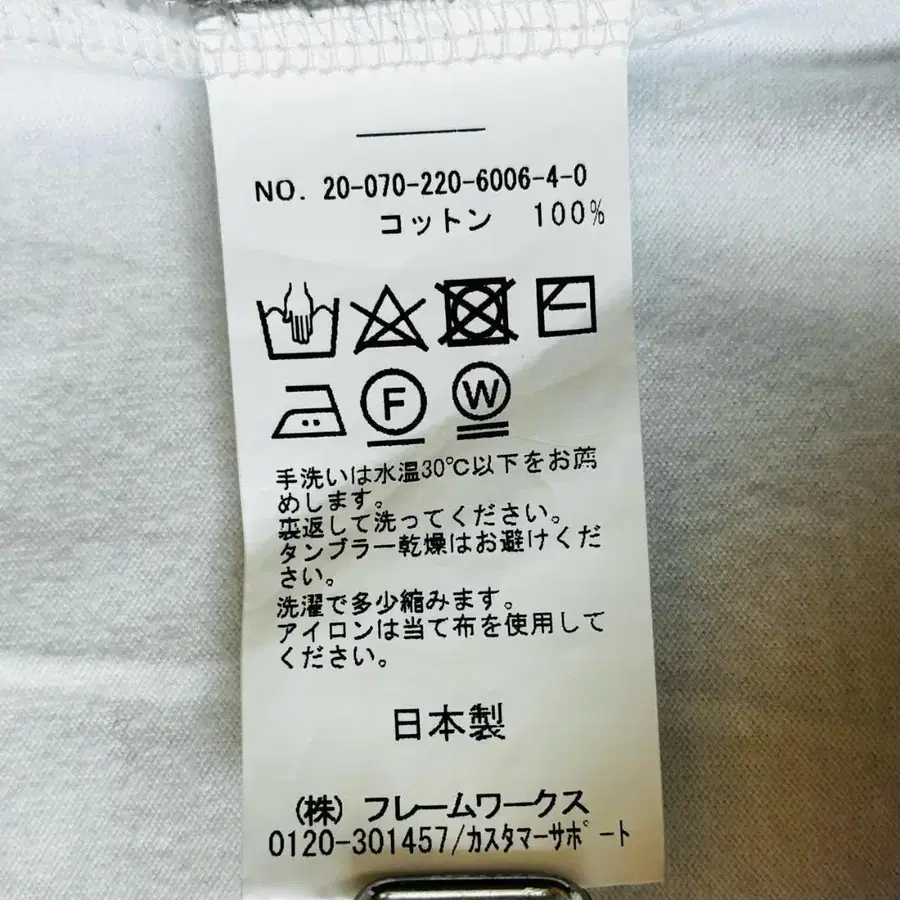 NO. 20-070-220-6006-4-0
コットン 100%
F W
手洗いは水温30℃以下をお薦
めします。
裏返して洗ってください。
タンブラー乾燥はお避けくだ
さい。
洗濯で多少縮みます。
アイロンは当て布を使用して
ください。
日本製
(株) フレームワークス
0120-301457/カスタマーサポート